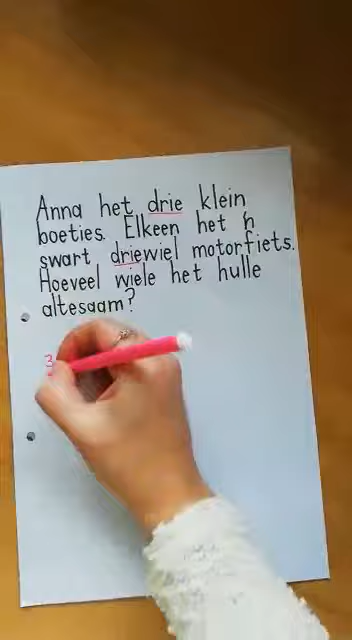 Anna het drie klein
boeties. Elkeen het 'n
swart driewiel motorfiets.
Hoeveel wiele het hulle
altesaam?
3